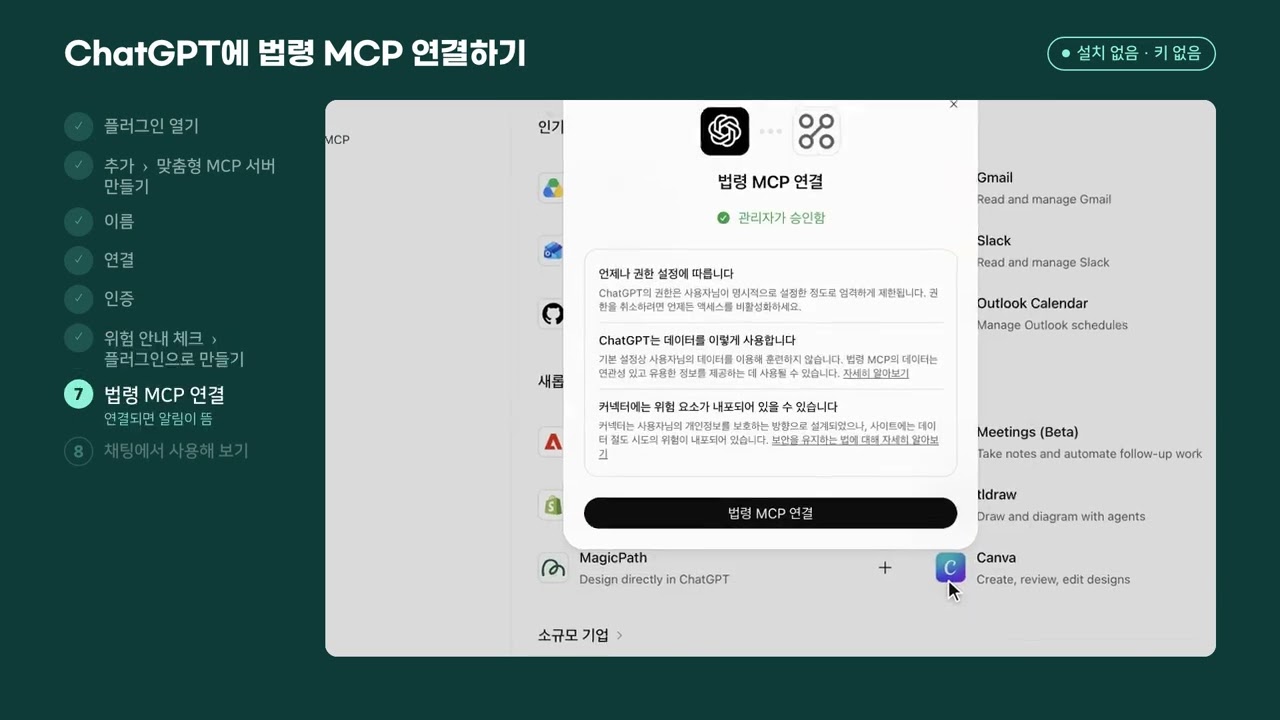 ChatGPT에 법령 MCP 연결하기
설치 없음 · 키 없음
플러그인 열기
추가 › 맞춤형 MCP 서버
만들기
이름
연결
인증
위험 안내 체크 ›
플러그인으로 만들기
7 법령 MCP 연결
연결되면 알림이 뜸
8 채팅에서 사용해 보기
MCP
인기
법령 MCP 연결
관리자가 승인함
언제나 권한 설정에 따릅니다
ChatGPT의 권한은 사용자님이 명시적으로 설정한 정도로 엄격하게 제한됩니다. 권
한을 취소하려면 언제든 액세스를 비활성화하세요.
ChatGPT는 데이터를 이렇게 사용합니다
기본 설정상 사용자님의 데이터를 이용해 훈련하지 않습니다. 법령 MCP의 데이터는
연관성 있고 유용한 정보를 제공하는 데 사용될 수 있습니다. 자세히 알아보기
커넥터에는 위험 요소가 내포되어 있을 수 있습니다
커넥터는 사용자님의 개인정보를 보호하는 방향으로 설계되었으나, 사이트에는 데이
터 절도 시도의 위험이 내포되어 있습니다. 보안을 유지하는 법에 대해 자세히 알아보
기
법령 MCP 연결
Gmail
Read and manage Gmail
Slack
Read and manage Slack
Outlook Calendar
Manage Outlook schedules
새롭
Meetings (Beta)
Take notes and automate follow-up work
tldraw
Draw and diagram with agents
MagicPath
Design directly in ChatGPT
Canva
Create, review, edit designs
소규모 기업 ›